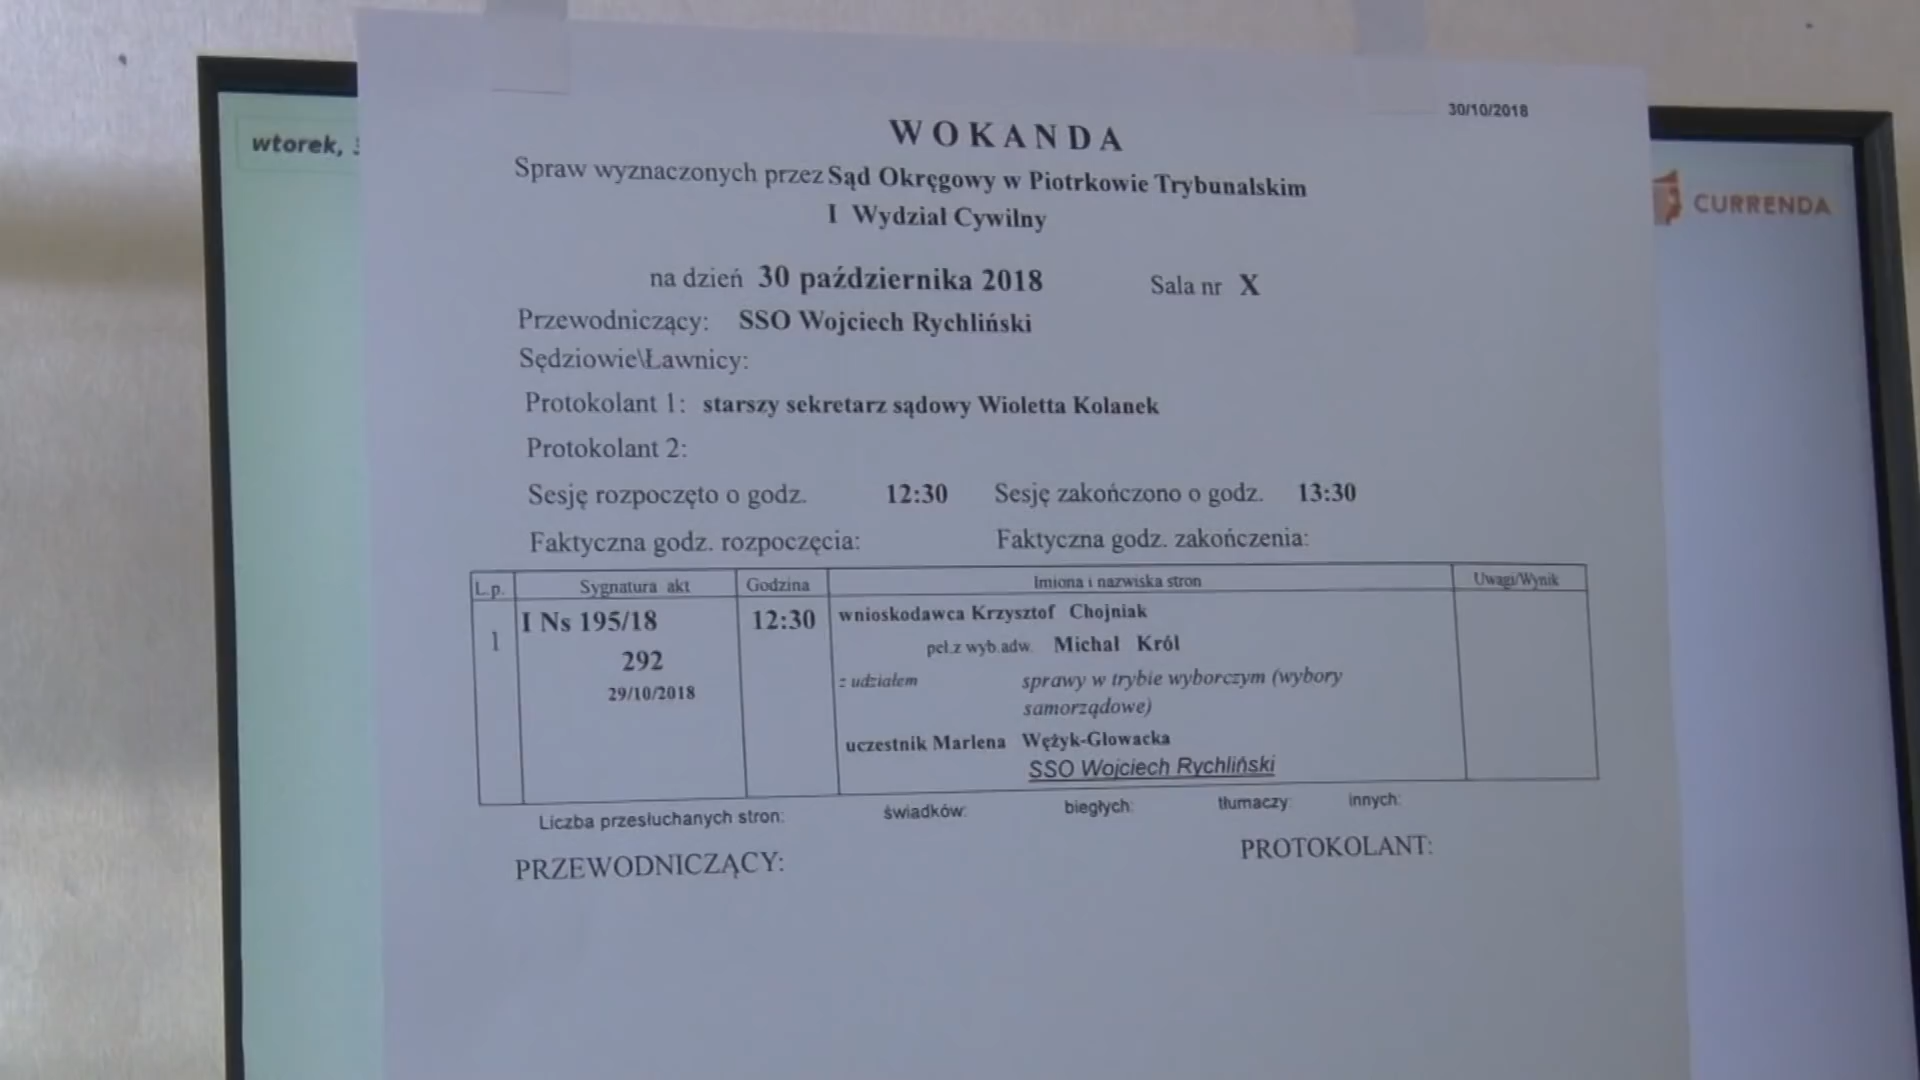 30/10/2018
WOKANDA
wtorek,
Spraw wyznaczonych przez Sąd Okręgowy w Piotrkowie Trybunalskim
CURRENDA
I Wydział Cywilny
na dzień 30 października 2018 Sala nr X
Przewodniczący: SSO Wojciech Rychliński
Sędziowie\Ławnicy:
Protokolant 1: starszy sekretarz sądowy Wioletta Kolanek
Protokolant 2:
Sesję rozpoczęto o godz. 12:30 Sesję zakończono o godz. 13:30
Faktyczna godz. rozpoczęcia: Faktyczna godz. zakończenia:
L.p. Sygnatura akt Godzina Imiona i nazwiska stron Uwagi/Wynik
1 I Ns 195/18 12:30 wnioskodawca Krzysztof Chojniak
292 peł.z wyb.adw. Michał Król
29/10/2018 z udziałem sprawy w trybie wyborczym (wybory
samorządowe)
uczestnik Marlena Wężyk-Głowacka
SSO Wojciech Rychliński
Liczba przesłuchanych stron: świadków: biegłych: tłumaczy: innych:
PRZEWODNICZĄCY: PROTOKOLANT: